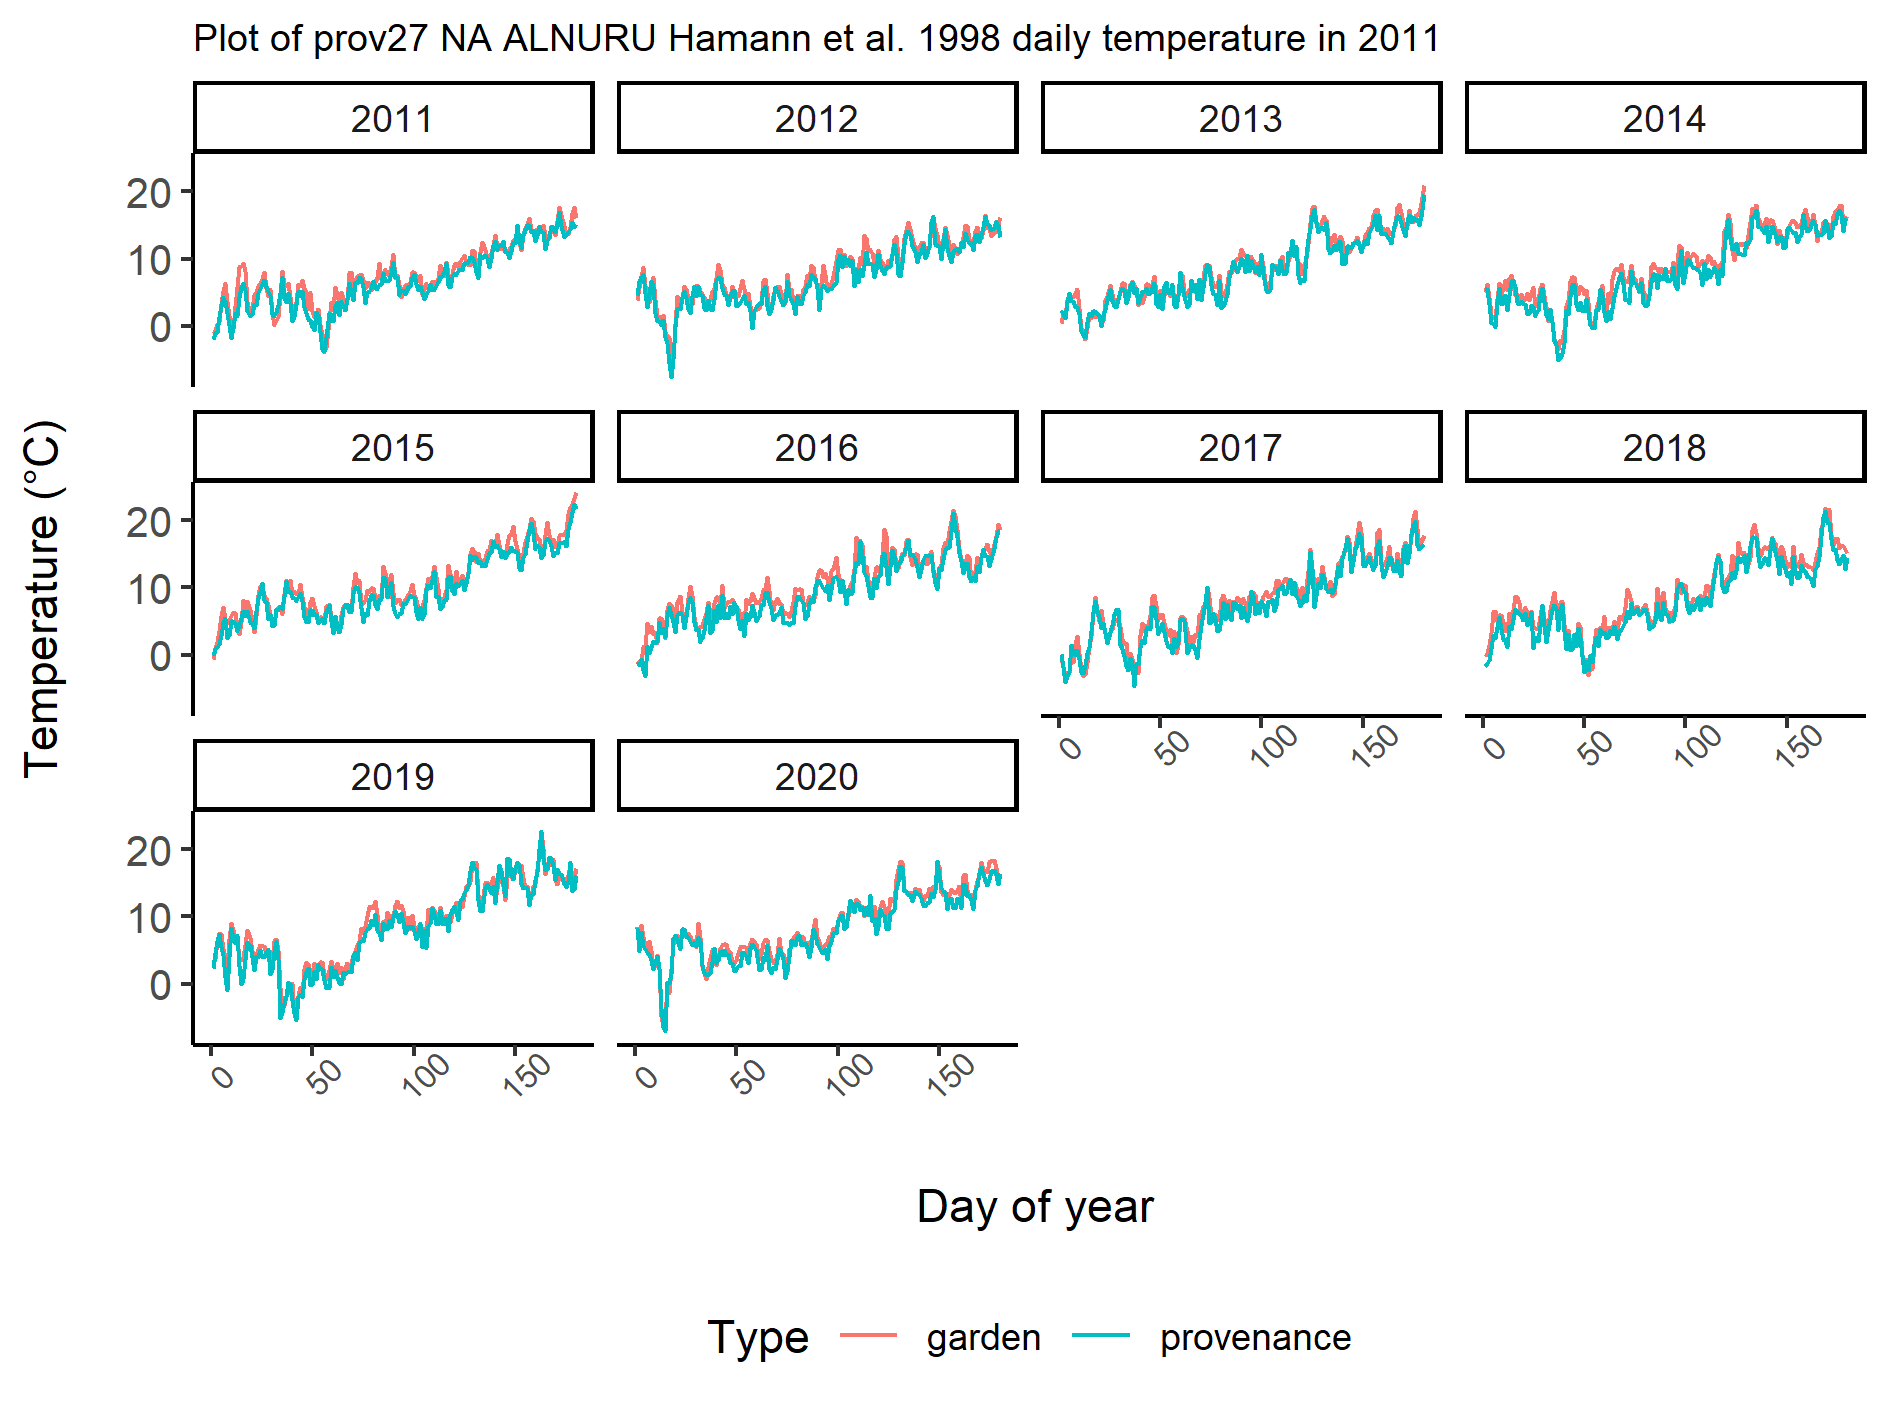 Plot of prov27 NA ALNURU Hamann et al. 1998 daily temperature in 2011
2011 2012 2013 2014
20
10
0
2015 2016 2017 2018
20
10
0
0 50 100 150 0 50 100 150
2019 2020
20
10
0
0 50 100 150 0 50 100 150
Temperature (°C)
Day of year
Type garden provenance